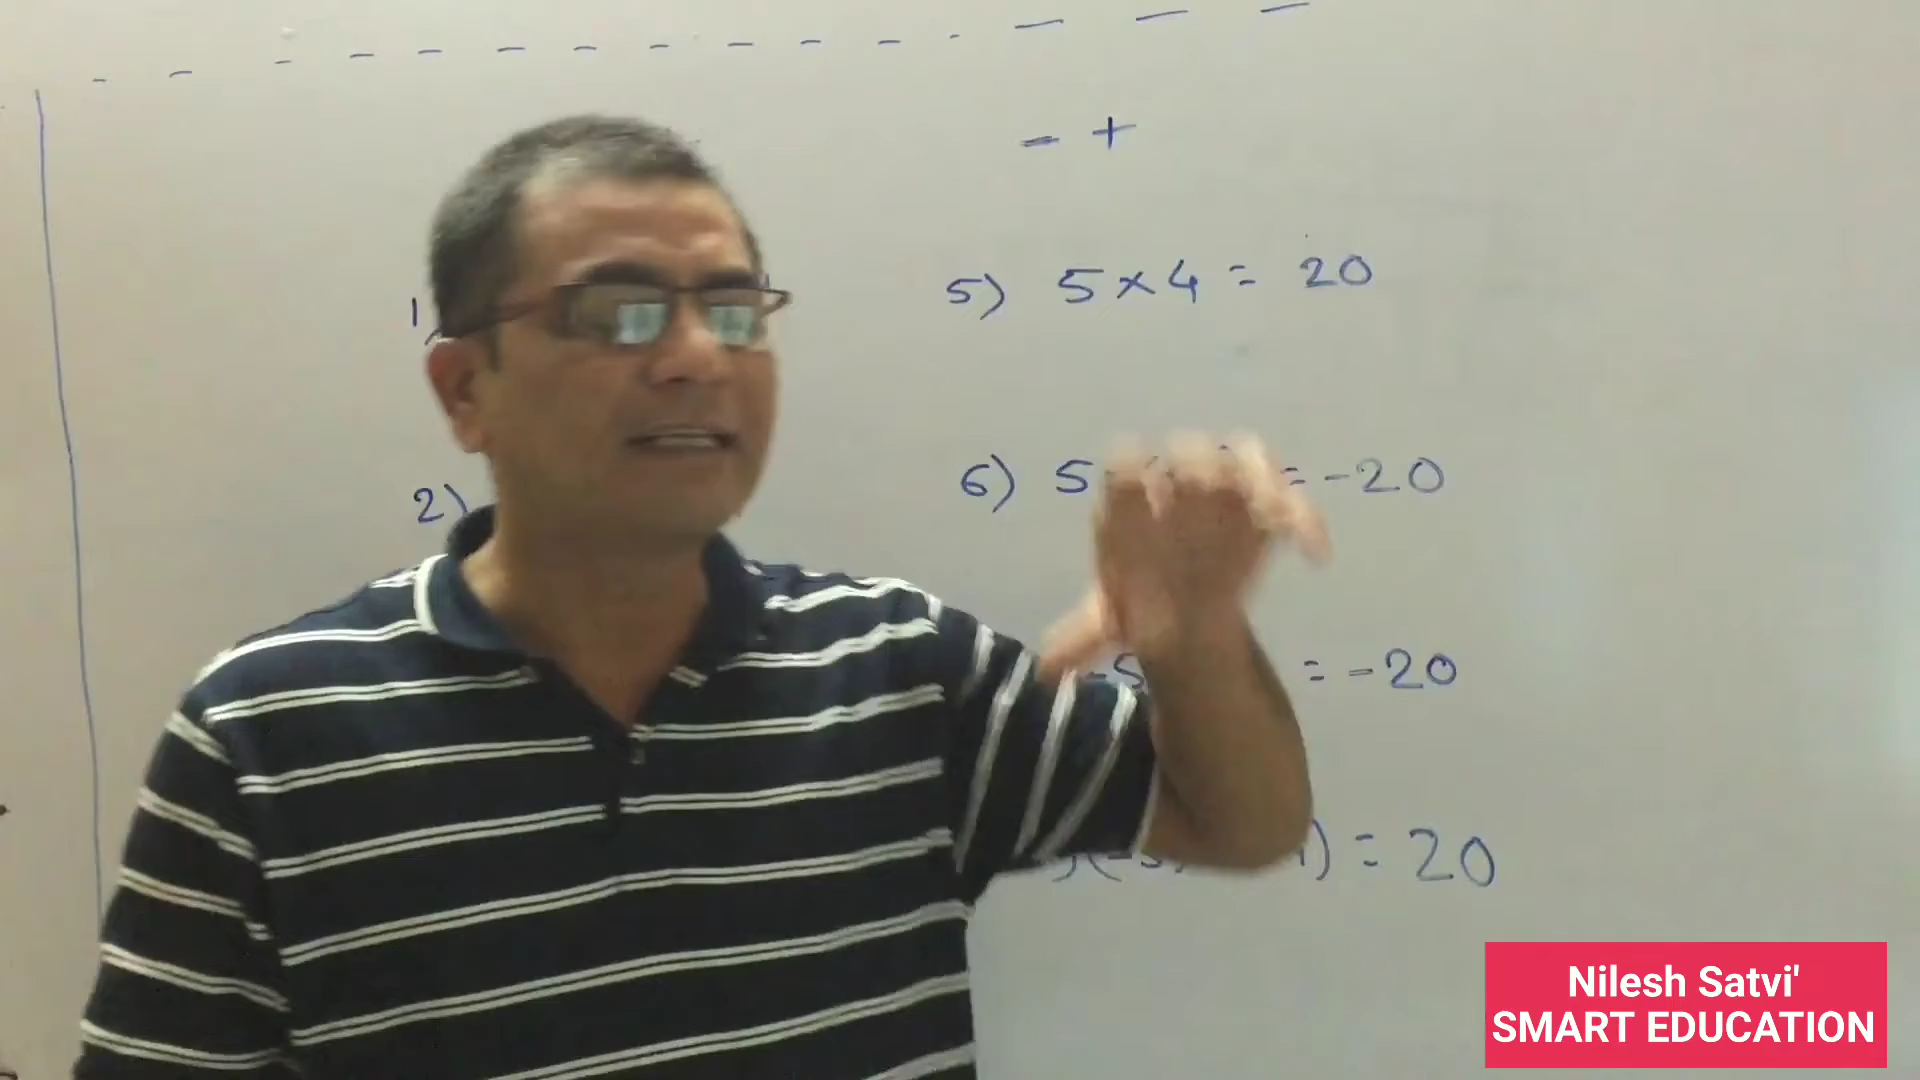 - +
1)
2)
5) 5 × 4 = 20
6) 5 = -20
-5 = -20
) = 20
Nilesh Satvi'
SMART EDUCATION